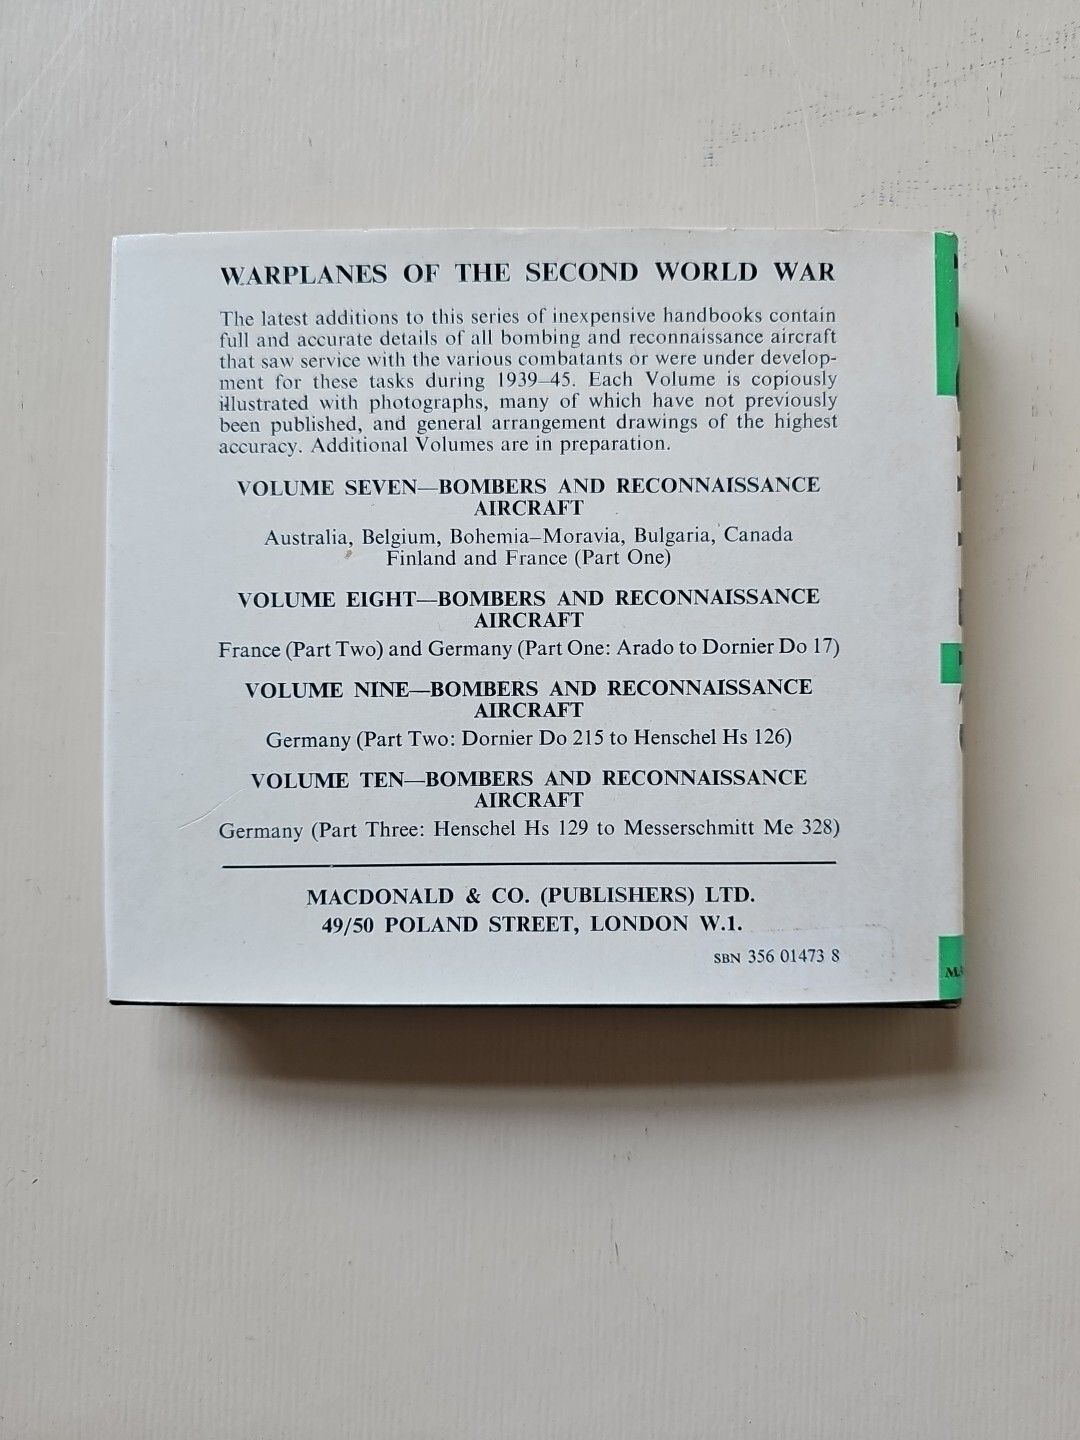 WARPLANES OF THE SECOND WORLD WAR
The latest additions to this series of inexpensive handbooks contain
full and accurate details of all bombing and reconnaissance aircraft
that saw service with the various combatants or were under develop-
ment for these tasks during 1939–45. Each Volume is copiously
illustrated with photographs, many of which have not previously
been published, and general arrangement drawings of the highest
accuracy. Additional Volumes are in preparation.
VOLUME SEVEN—BOMBERS AND RECONNAISSANCE
AIRCRAFT
Australia, Belgium, Bohemia–Moravia, Bulgaria, Canada
Finland and France (Part One)
VOLUME EIGHT—BOMBERS AND RECONNAISSANCE
AIRCRAFT
France (Part Two) and Germany (Part One: Arado to Dornier Do 17)
VOLUME NINE—BOMBERS AND RECONNAISSANCE
AIRCRAFT
Germany (Part Two: Dornier Do 215 to Henschel Hs 126)
VOLUME TEN—BOMBERS AND RECONNAISSANCE
AIRCRAFT
Germany (Part Three: Henschel Hs 129 to Messerschmitt Me 328)
MACDONALD & CO. (PUBLISHERS) LTD.
49/50 POLAND STREET, LONDON W.1.
SBN 356 01473 8